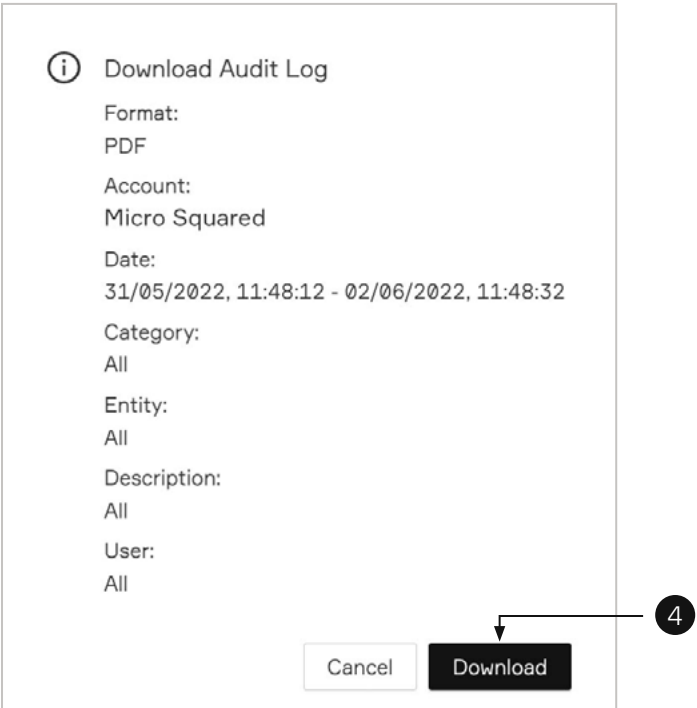 Download Audit Log
Format:
PDF
Account:
Micro Squared
Date:
31/05/2022, 11:48:12 - 02/06/2022, 11:48:32
Category:
All
Entity:
All
Description:
All
User:
All
4
Cancel Download